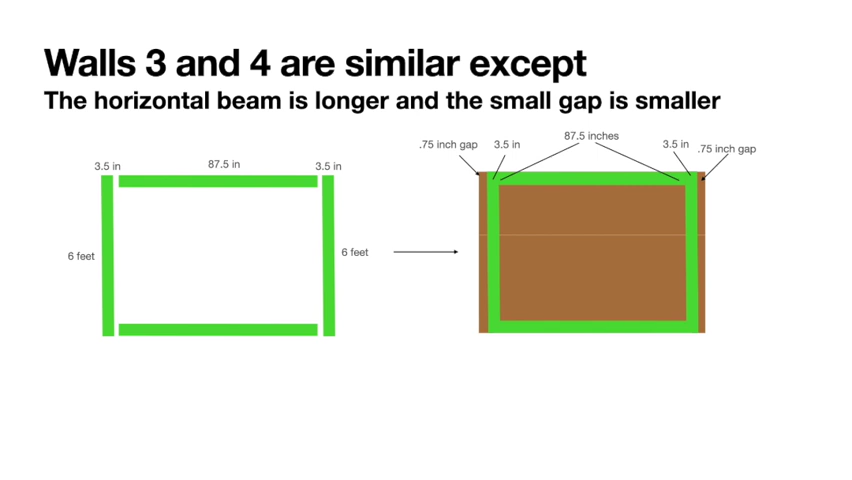 Walls 3 and 4 are similar except
The horizontal beam is longer and the small gap is smaller
3.5 in
87.5 in
3.5 in
6 feet
6 feet
.75 inch gap
3.5 in
87.5 inches
3.5 in
.75 inch gap